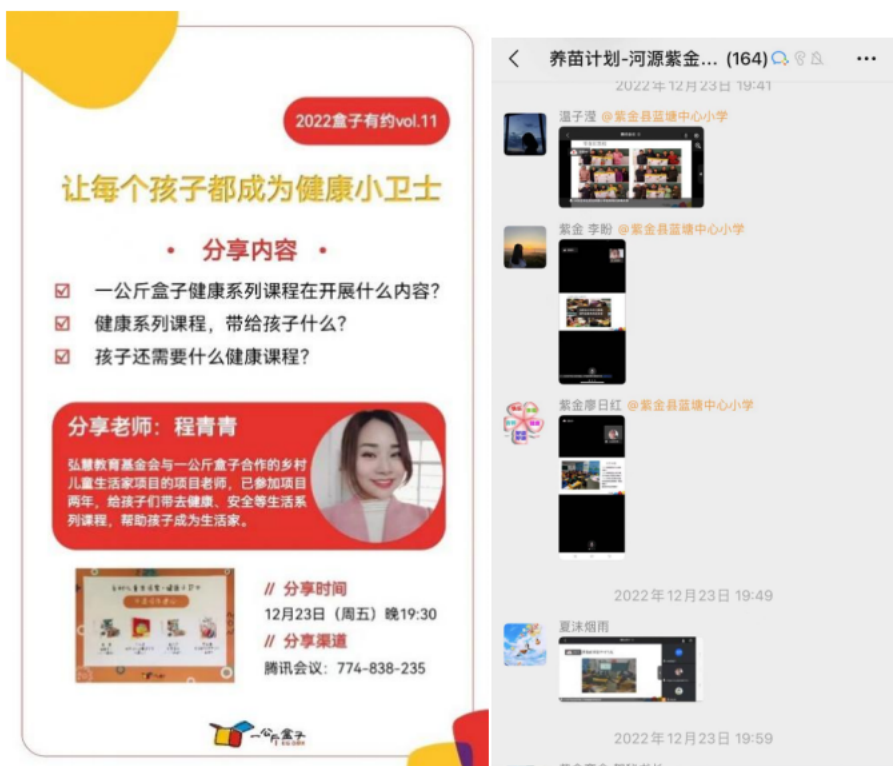 2022盒子有约vol.11
让每个孩子都成为健康小卫士
• 分享内容 •
一公斤盒子健康系列课程在开展什么内容?
健康系列课程，带给孩子什么?
孩子还需要什么健康课程?
分享老师：程青青
弘慧教育基金会与一公斤盒子合作的乡村
儿童生活家项目的项目老师，已参加项目
两年，给孩子们带去健康、安全等生活系
列课程，帮助孩子成为生活家。
// 分享时间
12月23日（周五）晚19:30
// 分享渠道
腾讯会议：774-838-235
一公斤盒子
养苗计划-河源紫金... (164)
2022年12月23日 19:41
温子滢 @紫金县蓝塘中心小学
紫金 李盼 @紫金县蓝塘中心小学
紫金廖日红 @紫金县蓝塘中心小学
2022年12月23日 19:49
夏沫烟雨
2022年12月23日 19:59